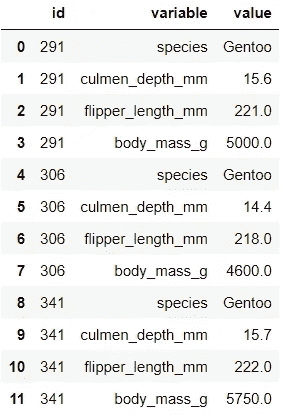 id variable value
0 291 species Gentoo
1 291 culmen_depth_mm 15.6
2 291 flipper_length_mm 221.0
3 291 body_mass_g 5000.0
4 306 species Gentoo
5 306 culmen_depth_mm 14.4
6 306 flipper_length_mm 218.0
7 306 body_mass_g 4600.0
8 341 species Gentoo
9 341 culmen_depth_mm 15.7
10 341 flipper_length_mm 222.0
11 341 body_mass_g 5750.0